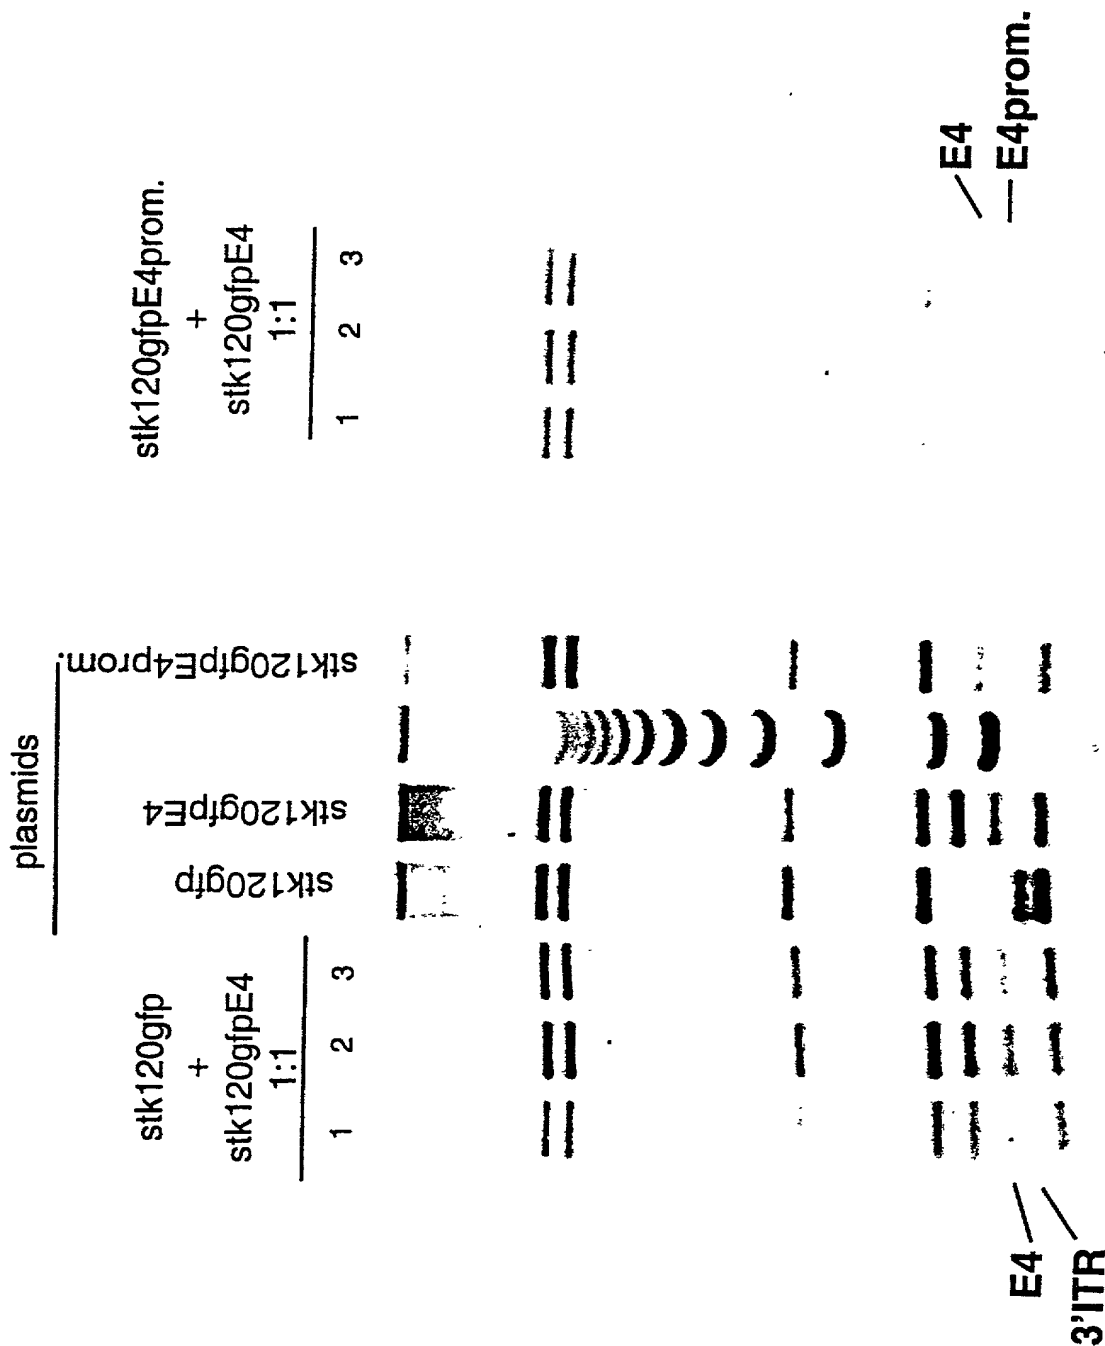 plasmids
stk120gfp
+
stk120gfpE4
1:1
1 2 3
stk120gfp
stk120gfpE4
stk120gfpE4prom.
stk120gfpE4prom.
+
stk120gfpE4
1:1
1 2 3
E4
3'ITR
E4
E4prom.